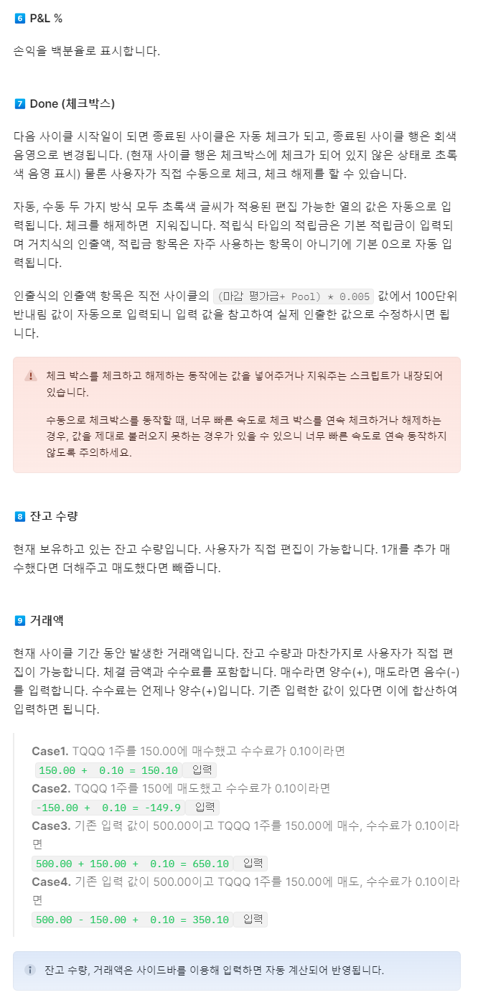 6 P&L %
손익을 백분율로 표시합니다.
7 Done (체크박스)
다음 사이클 시작일이 되면 종료된 사이클은 자동 체크가 되고, 종료된 사이클 행은 회색
음영으로 변경됩니다. (현재 사이클 행은 체크박스에 체크가 되어 있지 않은 상태로 초록
색 음영 표시) 물론 사용자가 직접 수동으로 체크, 체크 해제를 할 수 있습니다.
자동, 수동 두 가지 방식 모두 초록색 글씨가 적용된 편집 가능한 열의 값은 자동으로 입
력됩니다. 체크를 해제하면 지워집니다. 적립식 타입의 적립금은 기본 적립금이 입력되
며 거치식의 인출액, 적립금 항목은 자주 사용하는 항목이 아니기에 기본 0으로 자동 입
력됩니다.
인출식의 인출액 항목은 직전 사이클의 (마감 평가금+ Pool) * 0.005 값에서 100단위
반내림 값이 자동으로 입력되니 입력 값을 참고하여 실제 인출한 값으로 수정하시면 됩
니다.
체크 박스를 체크하고 해제하는 동작에는 값을 넣어주거나 지워주는 스크립트가 내장되어
있습니다.
수동으로 체크박스를 동작할 때, 너무 빠른 속도로 체크 박스를 연속 체크하거나 해제하는
경우, 값을 제대로 불러오지 못하는 경우가 있을 수 있으니 너무 빠른 속도로 연속 동작하지
않도록 주의하세요.
8 잔고 수량
현재 보유하고 있는 잔고 수량입니다. 사용자가 직접 편집이 가능합니다. 1개를 추가 매
수했다면 더해주고 매도했다면 빼줍니다.
9 거래액
현재 사이클 기간 동안 발생한 거래액입니다. 잔고 수량과 마찬가지로 사용자가 직접 편
집이 가능합니다. 체결 금액과 수수료를 포함합니다. 매수라면 양수(+), 매도라면 음수(-)
를 입력합니다. 수수료는 언제나 양수(+)입니다. 기존 입력한 값이 있다면 이에 합산하여
입력하면 됩니다.
Case1. TQQQ 1주를 150.00에 매수했고 수수료가 0.10이라면
150.00 + 0.10 = 150.10 입력
Case2. TQQQ 1주를 150에 매도했고 수수료가 0.10이라면
-150.00 + 0.10 = -149.9 입력
Case3. 기존 입력 값이 500.00이고 TQQQ 1주를 150.00에 매수, 수수료가 0.10이라
면
500.00 + 150.00 + 0.10 = 650.10 입력
Case4. 기존 입력 값이 500.00이고 TQQQ 1주를 150.00에 매도, 수수료가 0.10이라
면
500.00 - 150.00 + 0.10 = 350.10 입력
잔고 수량, 거래액은 사이드바를 이용해 입력하면 자동 계산되어 반영됩니다.